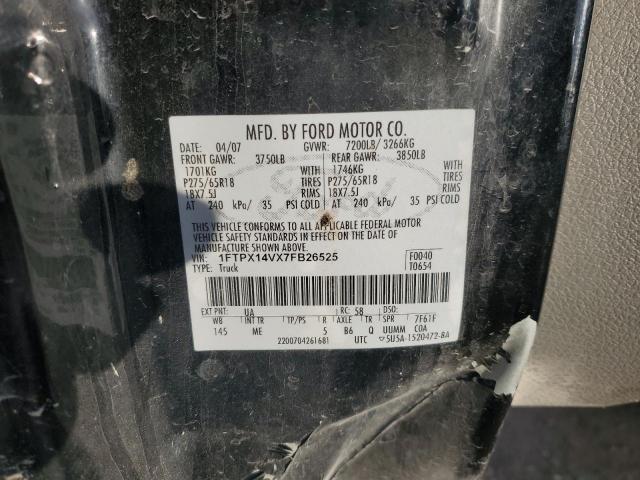 MFD. BY FORD MOTOR CO.
DATE: 04/07 GVWR: 7200LB/ 3266KG
FRONT GAWR: 3750LB REAR GAWR: 3850LB
1701KG WITH 1746KG WITH
P275/65R18 TIRES P275/65R18 TIRES
18X7.5J RIMS 18X7.5J RIMS
AT 240 kPa/ 35 PSI COLD AT 240 kPa/ 35 PSI COLD
THIS VEHICLE CONFORMS TO ALL APPLICABLE FEDERAL MOTOR
VEHICLE SAFETY STANDARDS IN EFFECT ON THE DATE OF
MANUFACTURE SHOWN ABOVE.
VIN: 1FTPX14VX7FB26525 F0040
TYPE: Truck T0654
EXT PNT: UA RC: 58 DSO:
WB INT TR TP/PS R AXLE TR SPR 7F61F
145 ME 5 B6 Q UUMM COA
2200704261681 UTC 5U5A-1520472-BA
Ford